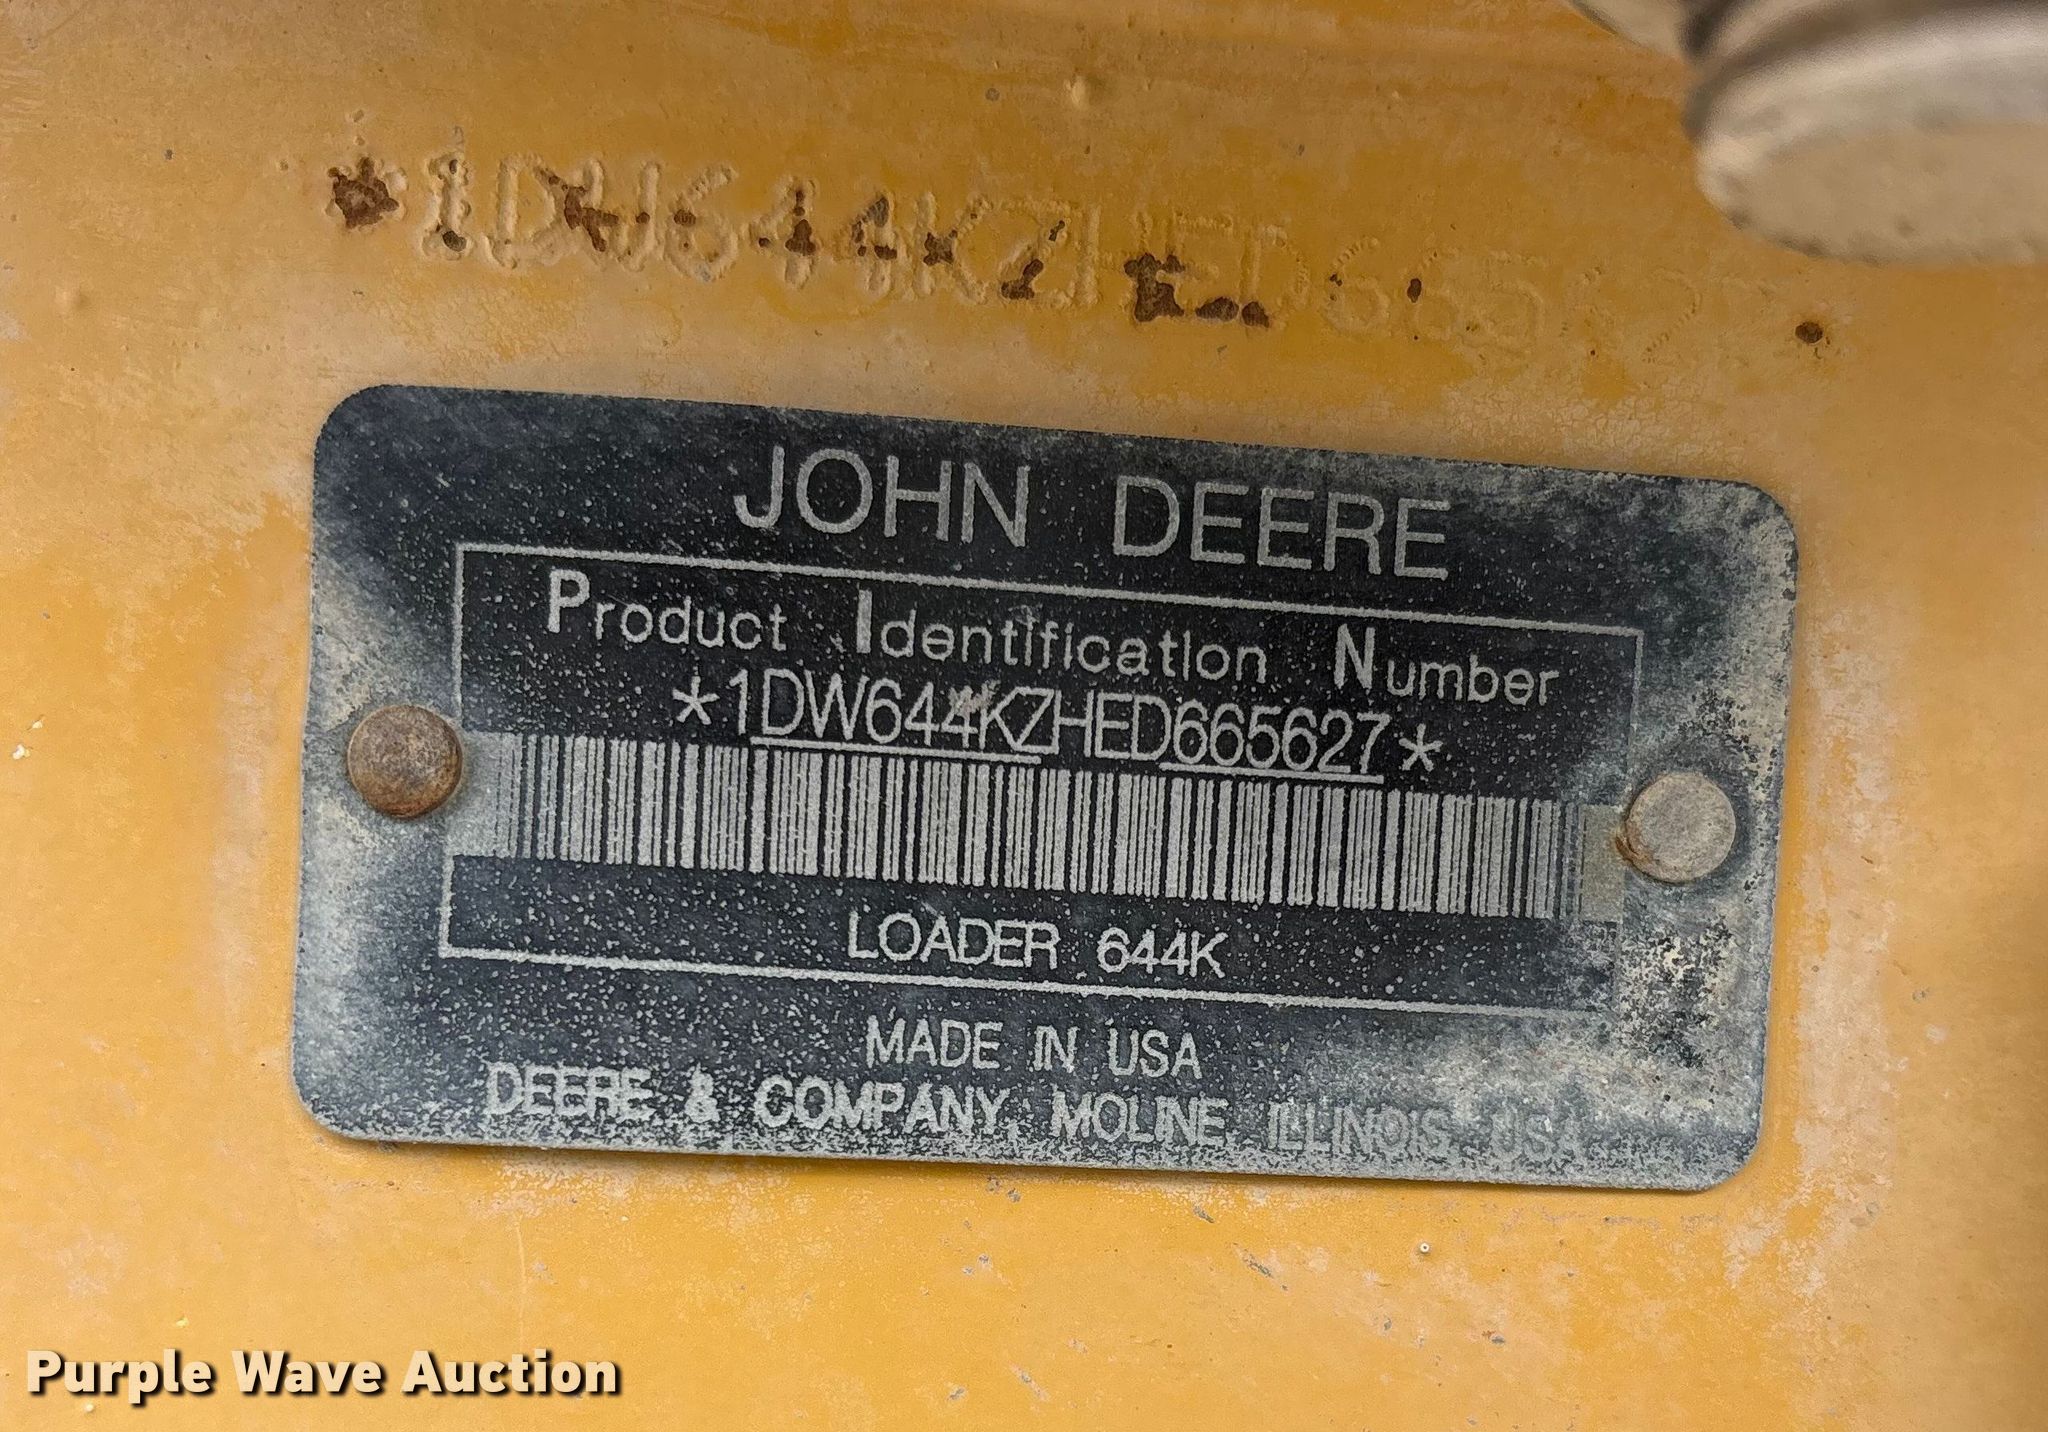 *1DW644KZHED665
JOHN DEERE
Product Identification Number
*1DW644KZHED665627*
LOADER 644K
MADE IN USA
DEERE & COMPANY, MOLINE, ILLINOIS, USA
Purple Wave Auction